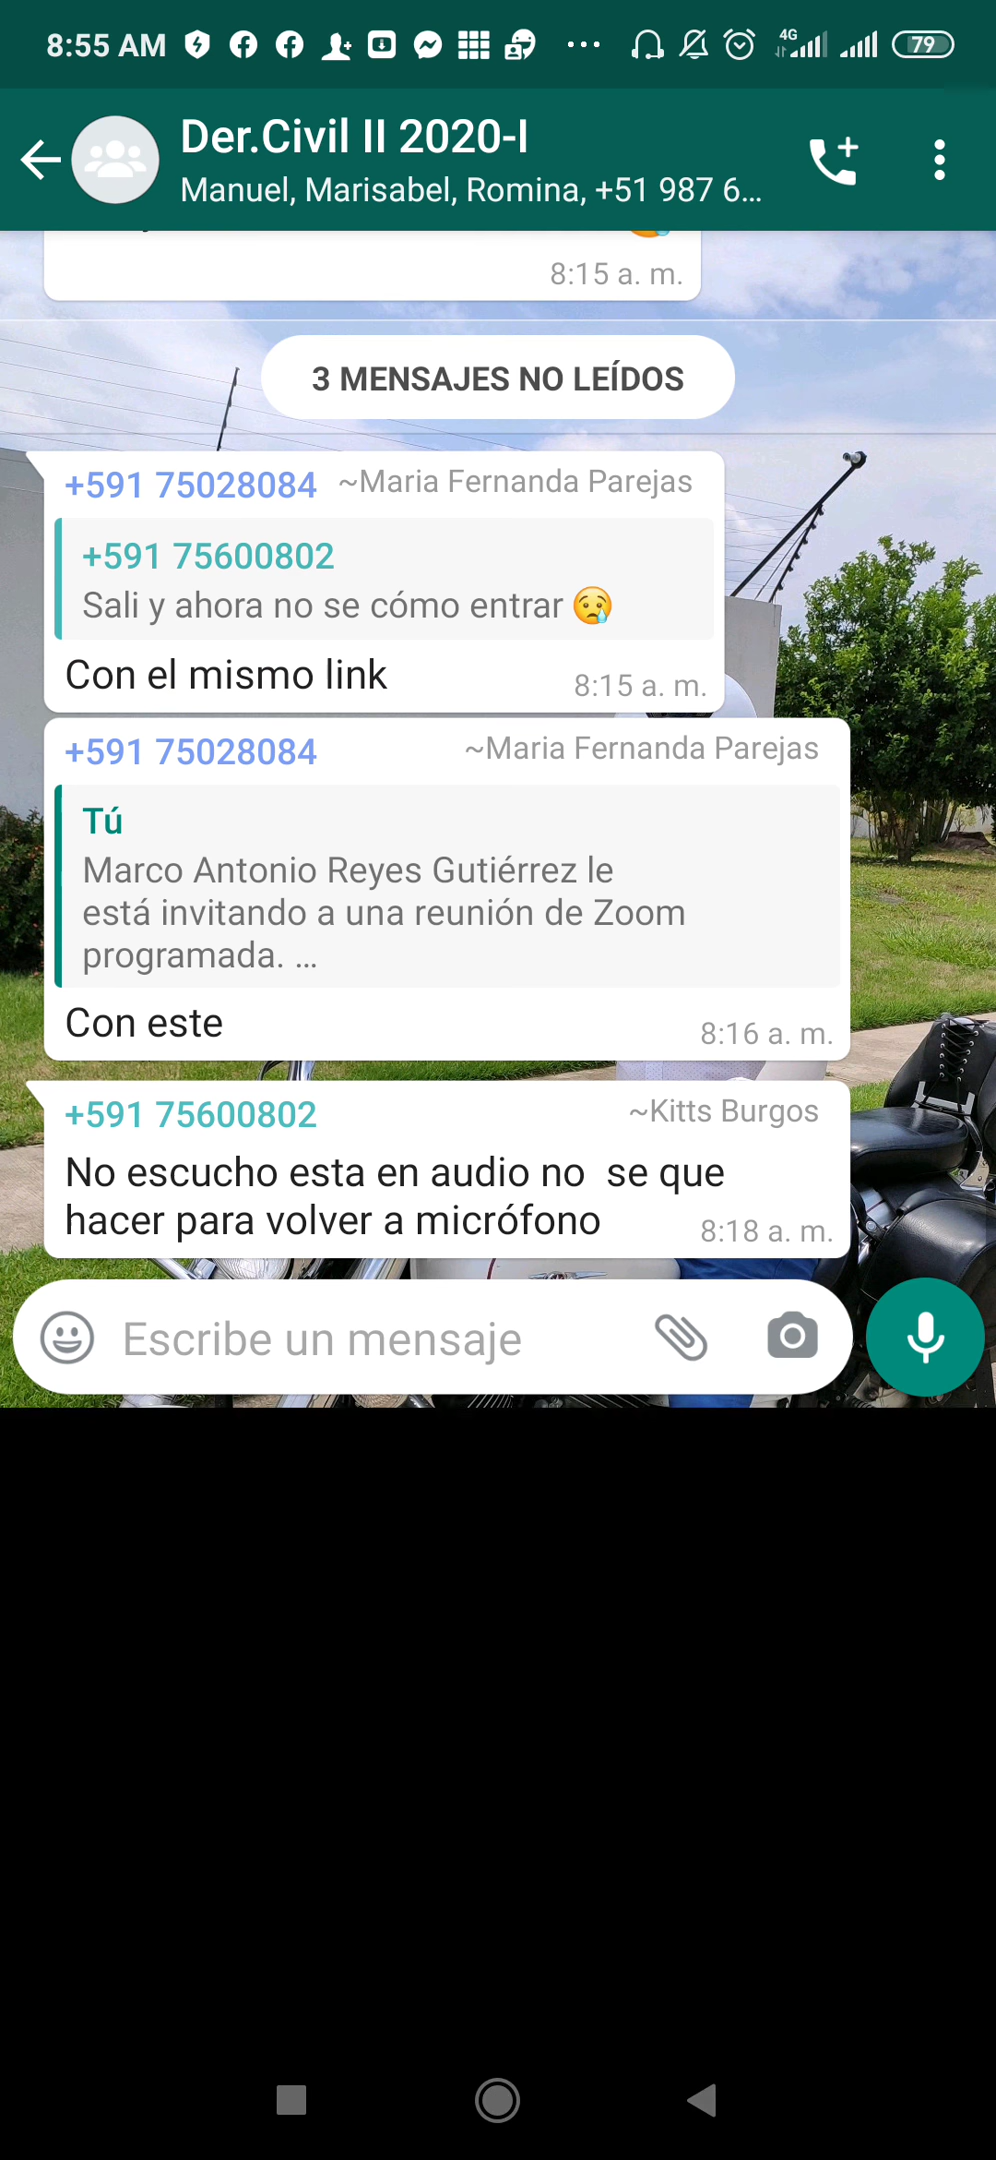 8:55 AM
4G
79
Der.Civil II 2020-I
Manuel, Marisabel, Romina, +51 987 6...
8:15 a. m.
3 MENSAJES NO LEÍDOS
+591 75028084 ~Maria Fernanda Parejas
+591 75600802
Sali y ahora no se cómo entrar 😢
Con el mismo link
8:15 a. m.
+591 75028084 ~Maria Fernanda Parejas
Tú
Marco Antonio Reyes Gutiérrez le
está invitando a una reunión de Zoom
programada. ...
Con este
8:16 a. m.
+591 75600802 ~Kitts Burgos
No escucho esta en audio no  se que
hacer para volver a micrófono
8:18 a. m.
Escribe un mensaje